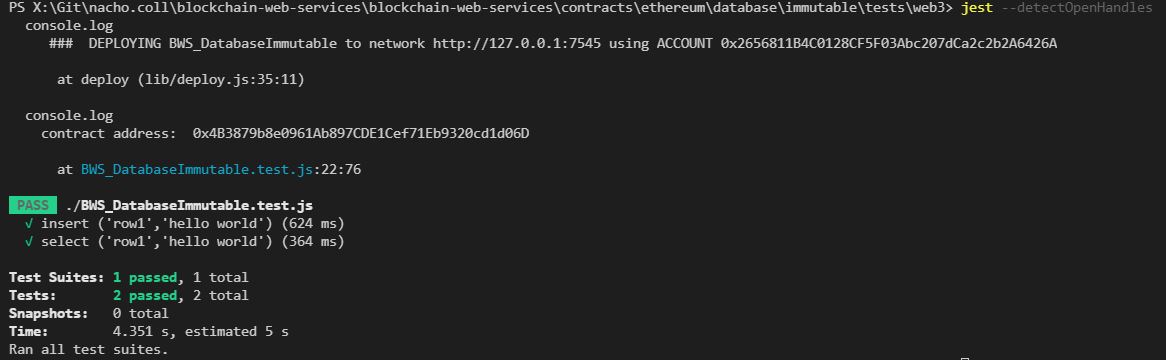 PS X:\Git\nacho.coll\blockchain-web-services\blockchain-web-services\contracts\ethereum\database\immutable\tests\web3> jest --detectOpenHandles
console.log
### DEPLOYING BWS_DatabaseImmutable to network http://127.0.0.1:7545 using ACCOUNT 0x2656811B4C0128CF5F03Abc207dCa2c2b2A6426A
at deploy (lib/deploy.js:35:11)
console.log
contract address: 0x4B3879b8e0961Ab897CDE1Cef71Eb9320cd1d06D
at BWS_DatabaseImmutable.test.js:22:76
PASS ./BWS_DatabaseImmutable.test.js
√ insert ('row1','hello world') (624 ms)
√ select ('row1','hello world') (364 ms)
Test Suites: 1 passed, 1 total
Tests: 2 passed, 2 total
Snapshots: 0 total
Time: 4.351 s, estimated 5 s
Ran all test suites.